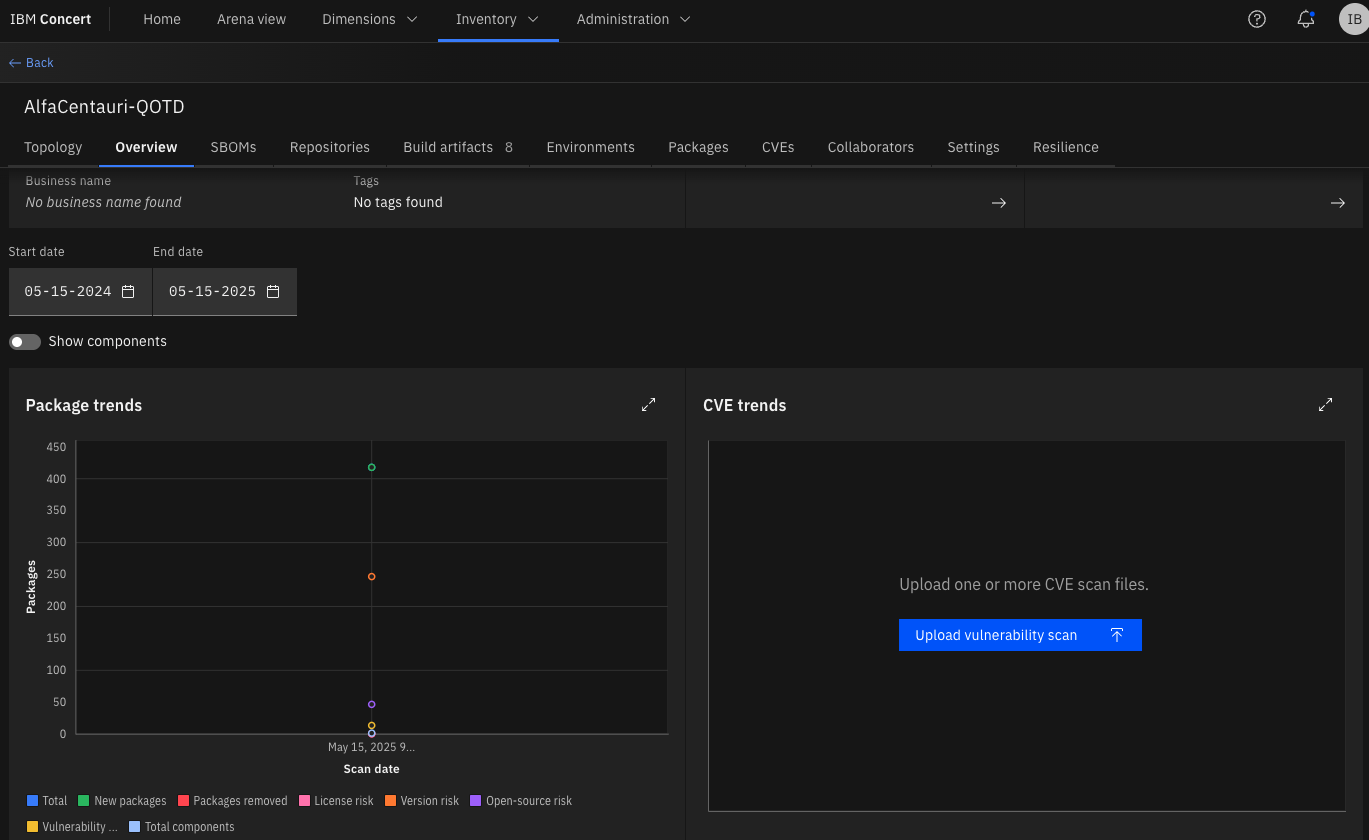 IBM Concert Home Arena view Dimensions Inventory Administration IB
Back
AlfaCentauri-QOTD
Topology Overview SBOMs Repositories Build artifacts 8 Environments Packages CVEs Collaborators Settings Resilience
Business name Tags
No business name found No tags found
Start date End date
05-15-2024 05-15-2025
Show components
Package trends CVE trends
450
400
350
300
250
200
150
100
50
0
Packages
May 15, 2025 9...
Scan date
Total New packages Packages removed License risk Version risk Open-source risk
Vulnerability ... Total components
Upload one or more CVE scan files.
Upload vulnerability scan